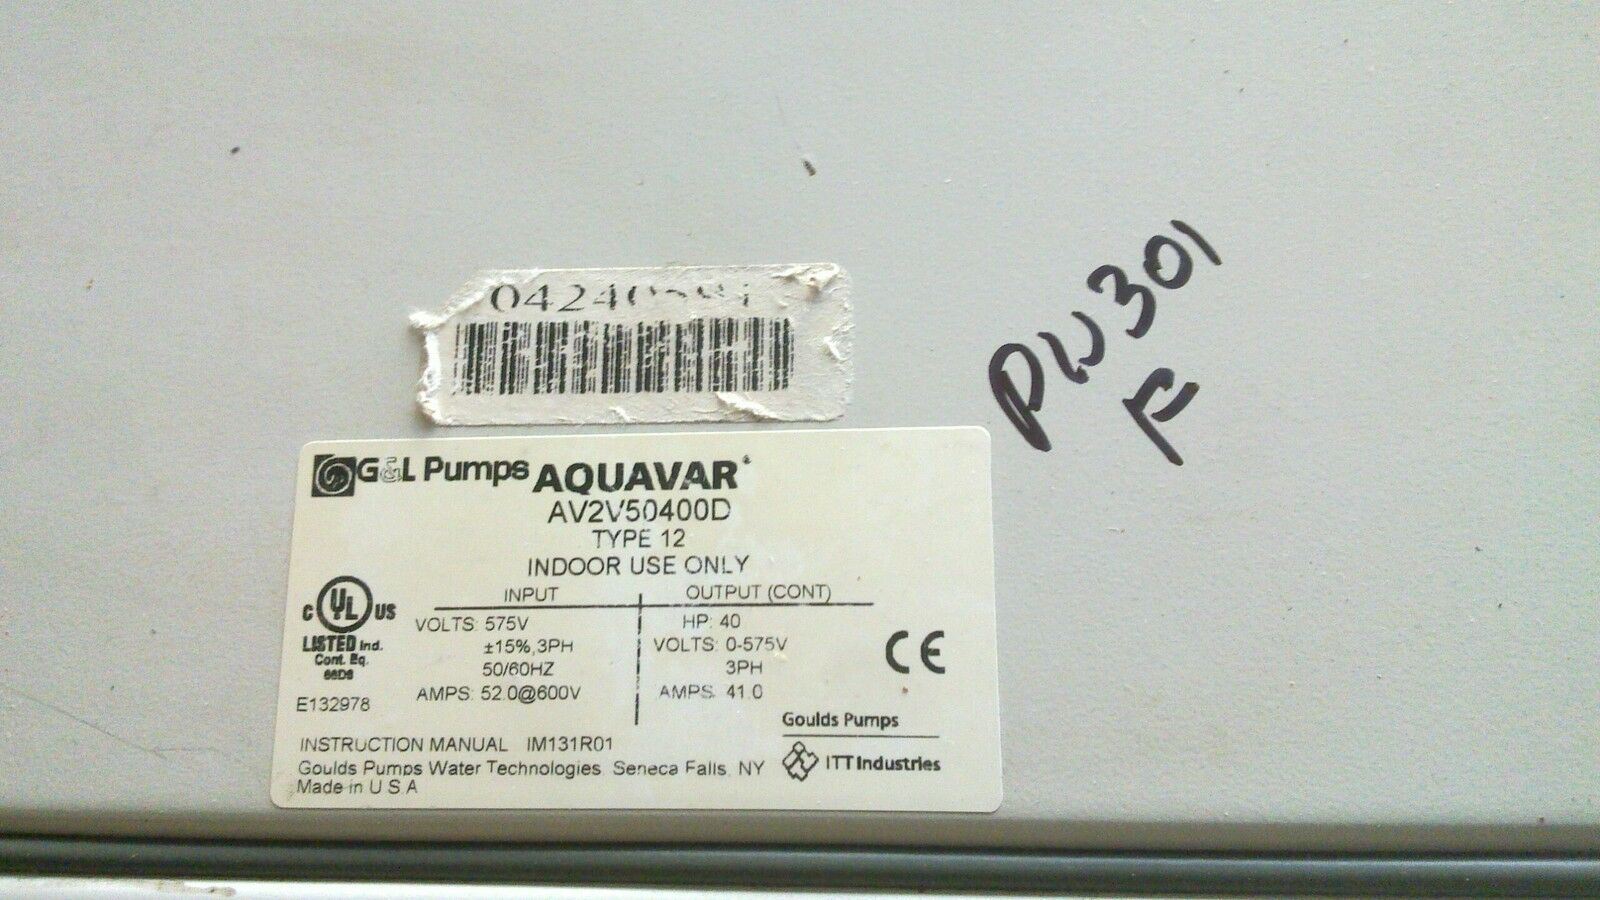 PW301
F
G&L Pumps AQUAVAR
AV2V50400D
TYPE 12
INDOOR USE ONLY
INPUT
OUTPUT (CONT)
VOLTS: 575V
±15%, 3PH
50/60HZ
AMPS: 52.0@600V
HP: 40
VOLTS: 0-575V
3PH
AMPS. 41.0
C UL US
LISTED Ind.
Cont. Eq.
E132978
CE
INSTRUCTION MANUAL IM131R01
Goulds Pumps Water Technologies, Seneca Falls, NY
Made in U S A
Goulds Pumps
ITT Industries